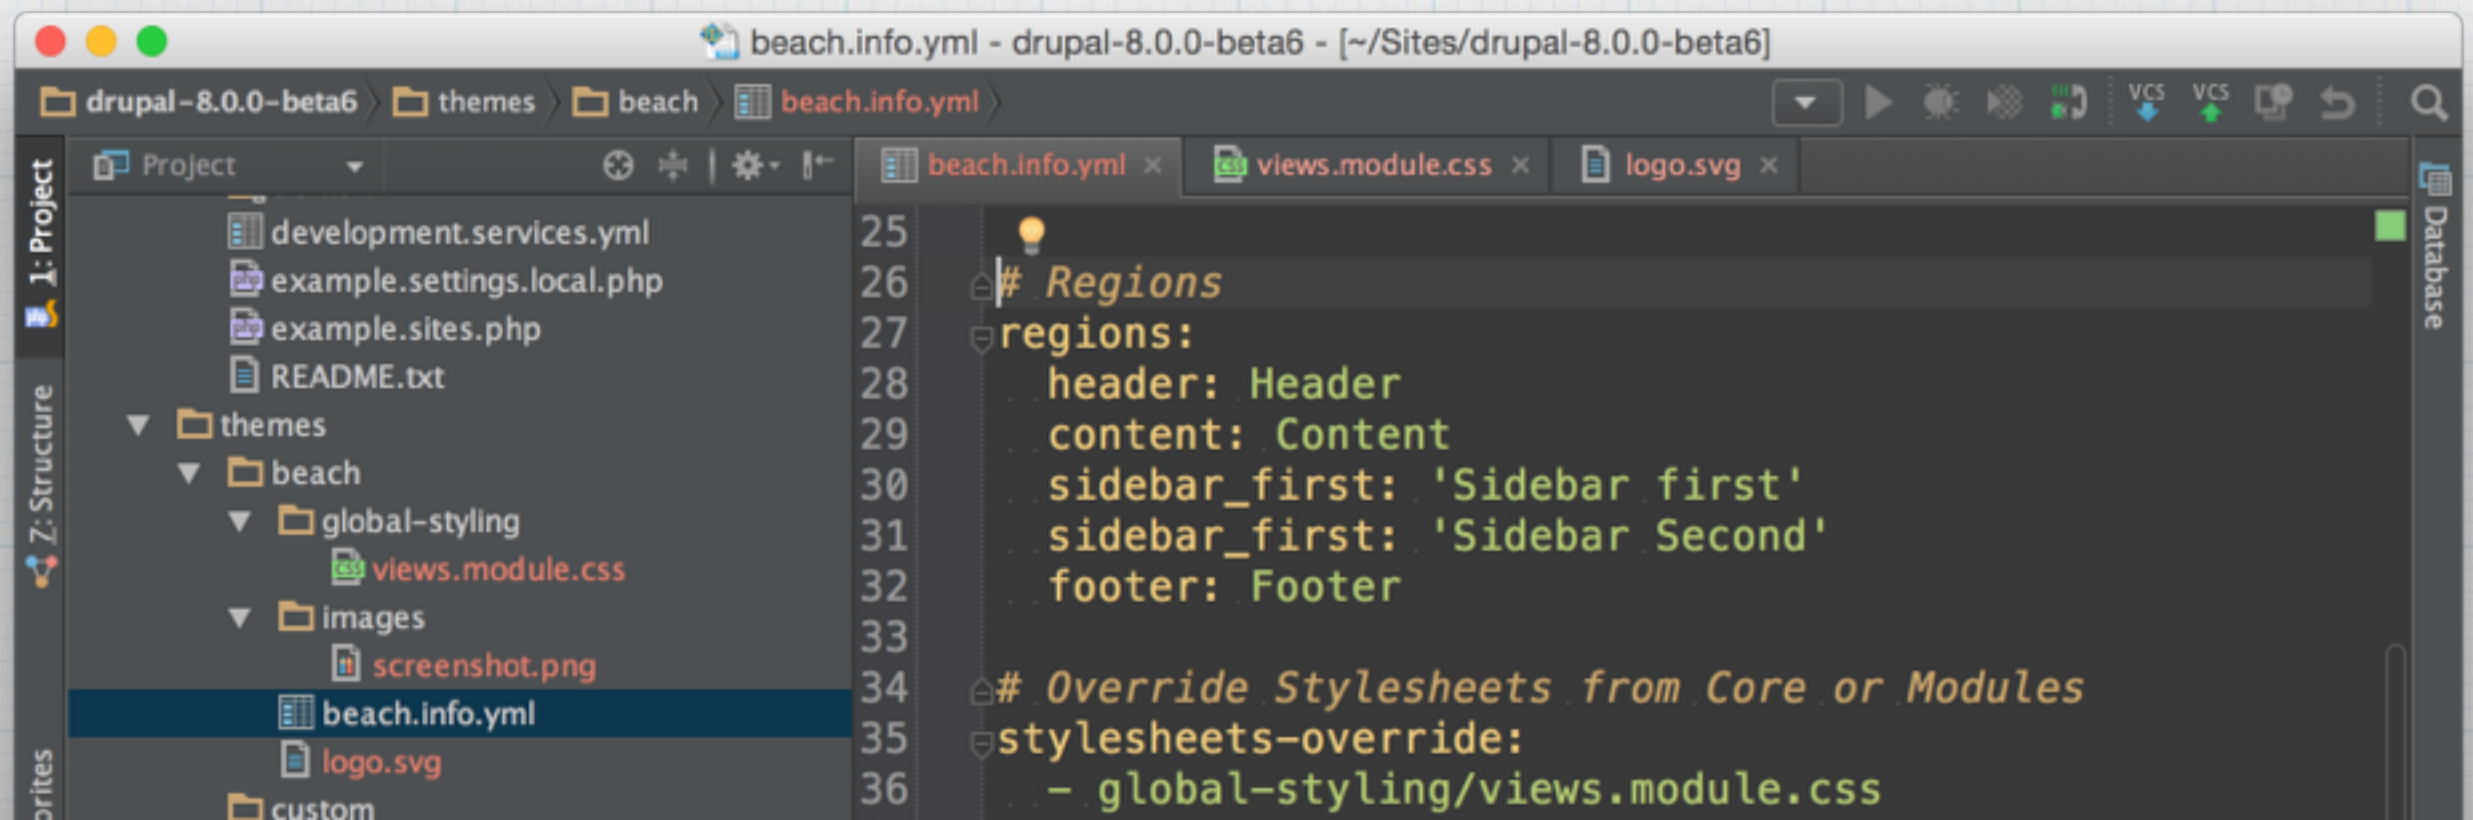 beach.info.yml - drupal-8.0.0-beta6 - [~/Sites/drupal-8.0.0-beta6]
drupal-8.0.0-beta6 themes beach beach.info.yml
VCS VCS
1: Project
Z: Structure
Project
development.services.yml
php example.settings.local.php
php example.sites.php
README.txt
themes
beach
global-styling
css views.module.css
images
screenshot.png
beach.info.yml
logo.svg
custom
beach.info.yml css views.module.css logo.svg
25
26 # Regions
27 regions:
28 header: Header
29 content: Content
30 sidebar_first: 'Sidebar first'
31 sidebar_first: 'Sidebar Second'
32 footer: Footer
33
34 # Override Stylesheets from Core or Modules
35 stylesheets-override:
36 - global-styling/views.module.css
Database